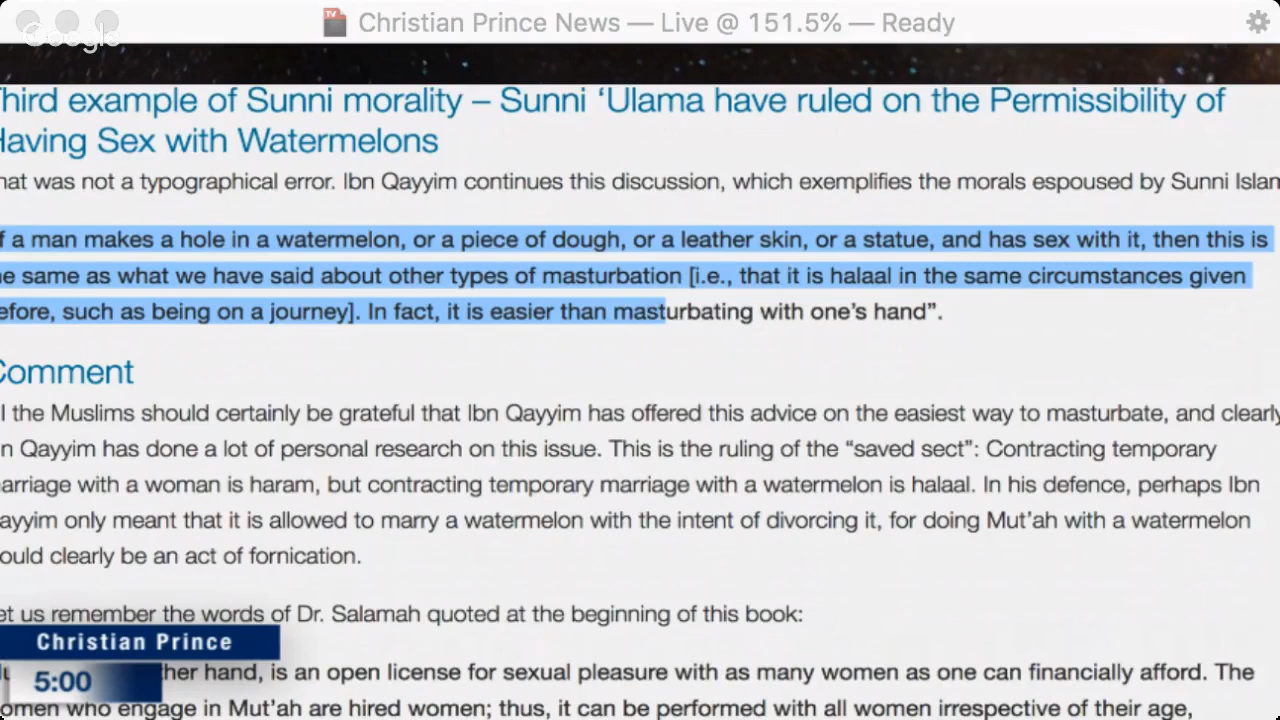 Christian Prince News — Live @ 151.5% — Ready
Google
hird example of Sunni morality – Sunni ‘Ulama have ruled on the Permissibility of
Having Sex with Watermelons
hat was not a typographical error. Ibn Qayyim continues this discussion, which exemplifies the morals espoused by Sunni Islam
f a man makes a hole in a watermelon, or a piece of dough, or a leather skin, or a statue, and has sex with it, then this is
e same as what we have said about other types of masturbation [i.e., that it is halaal in the same circumstances given
efore, such as being on a journey]. In fact, it is easier than masturbating with one’s hand”.
Comment
l the Muslims should certainly be grateful that Ibn Qayyim has offered this advice on the easiest way to masturbate, and clearly
n Qayyim has done a lot of personal research on this issue. This is the ruling of the “saved sect”: Contracting temporary
arriage with a woman is haram, but contracting temporary marriage with a watermelon is halaal. In his defence, perhaps Ibn
ayyim only meant that it is allowed to marry a watermelon with the intent of divorcing it, for doing Mut’ah with a watermelon
ould clearly be an act of fornication.
et us remember the words of Dr. Salamah quoted at the beginning of this book:
Christian Prince
her hand, is an open license for sexual pleasure with as many women as one can financially afford. The
5:00
omen who engage in Mut’ah are hired women; thus, it can be performed with all women irrespective of their age,